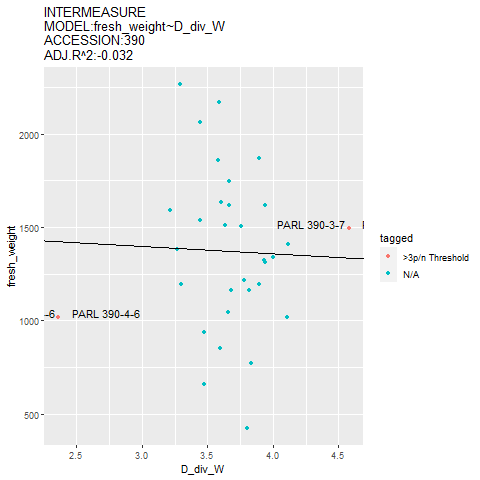 INTERMEASURE
MODEL:fresh_weight~D_div_W
ACCESSION:390
ADJ.R^2:-0.032
2000
1500
1000
500
fresh_weight
PARL 390-3-7
-6
PARL 390-4-6
2.5 3.0 3.5 4.0 4.5
D_div_W
tagged
>3p/n Threshold
N/A